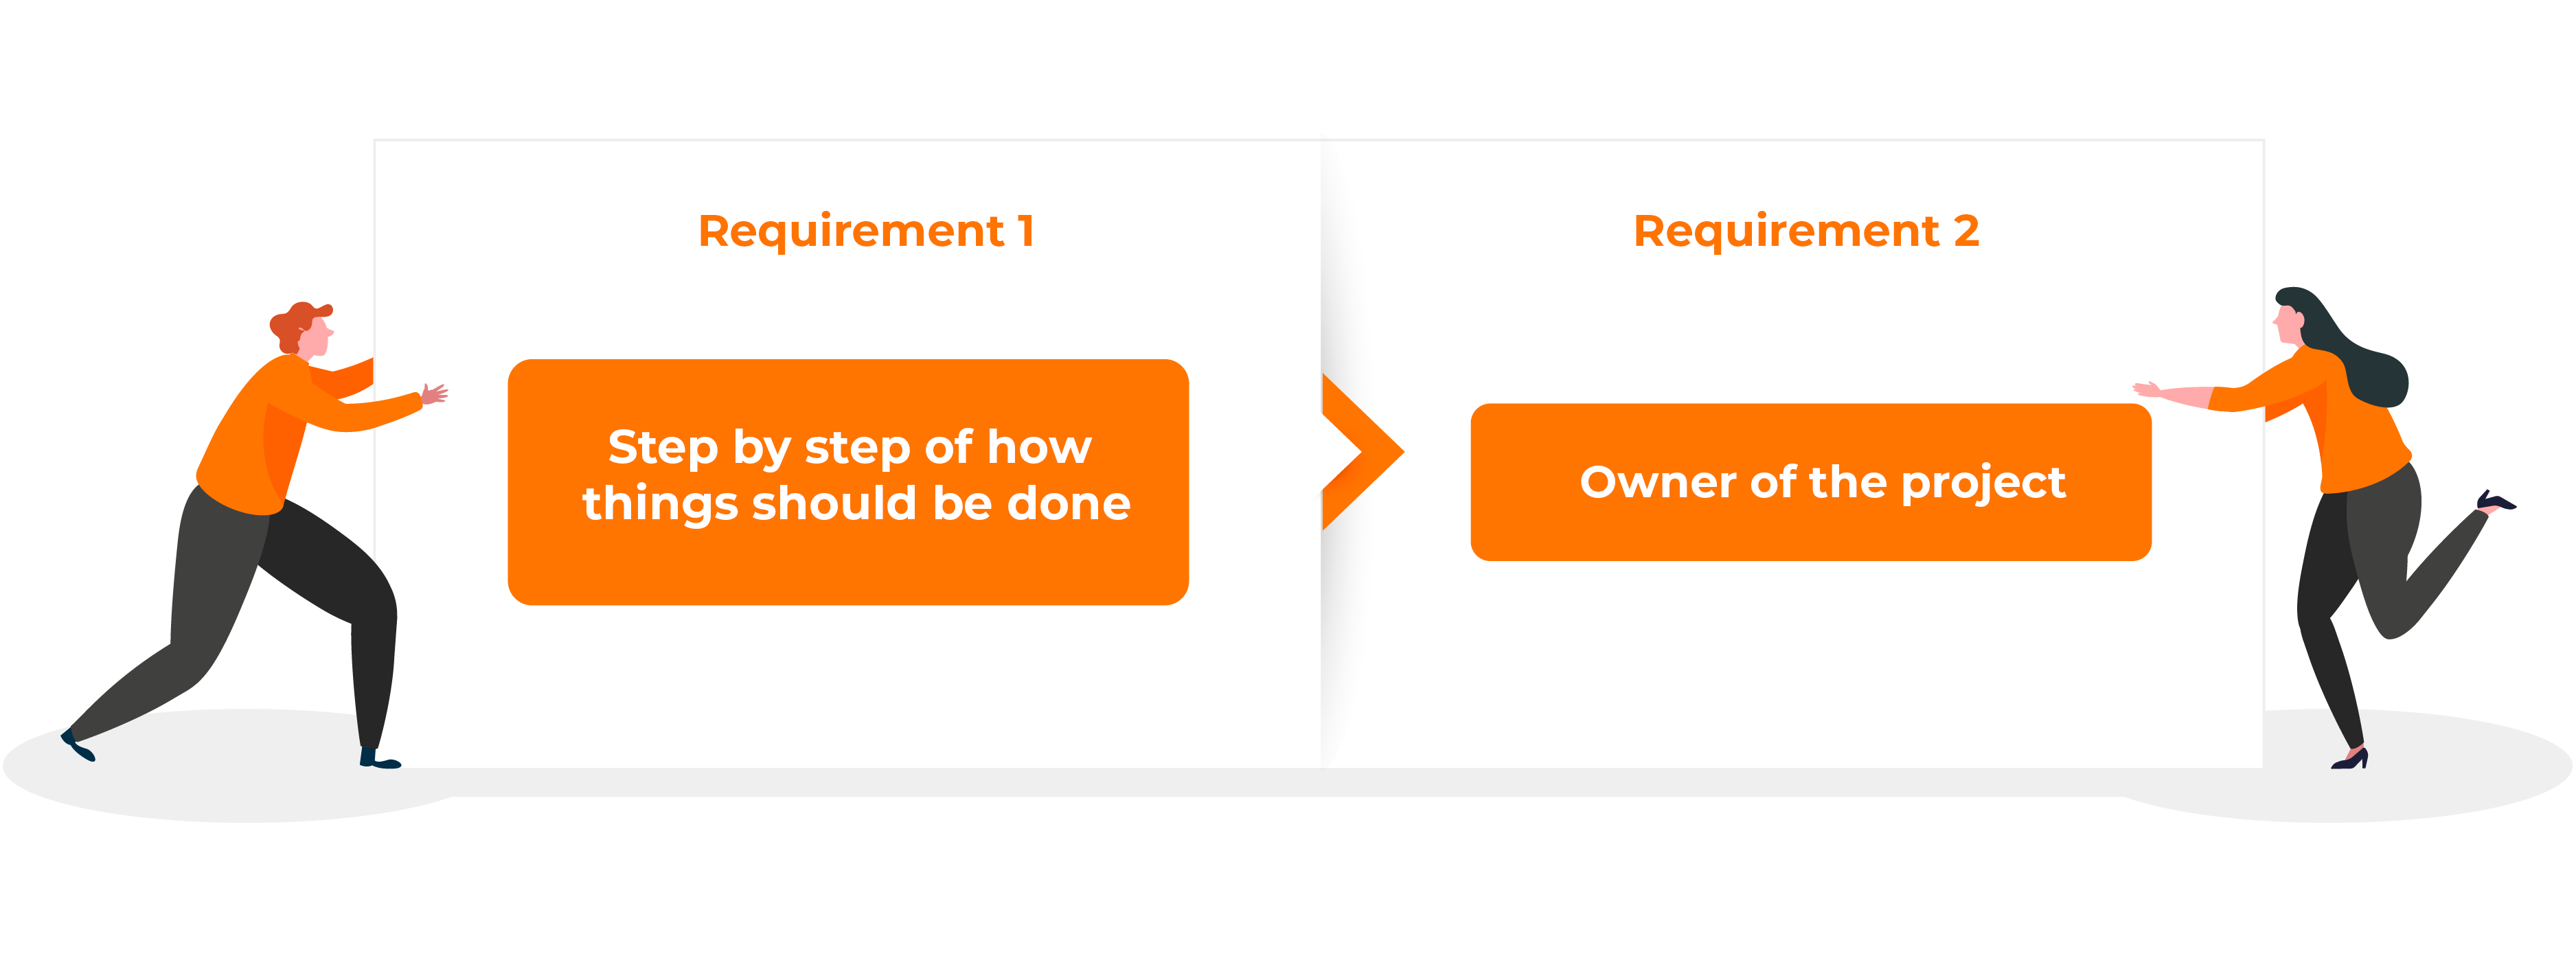 Requirement 1
Step by step of how
things should be done
Requirement 2
Owner of the project